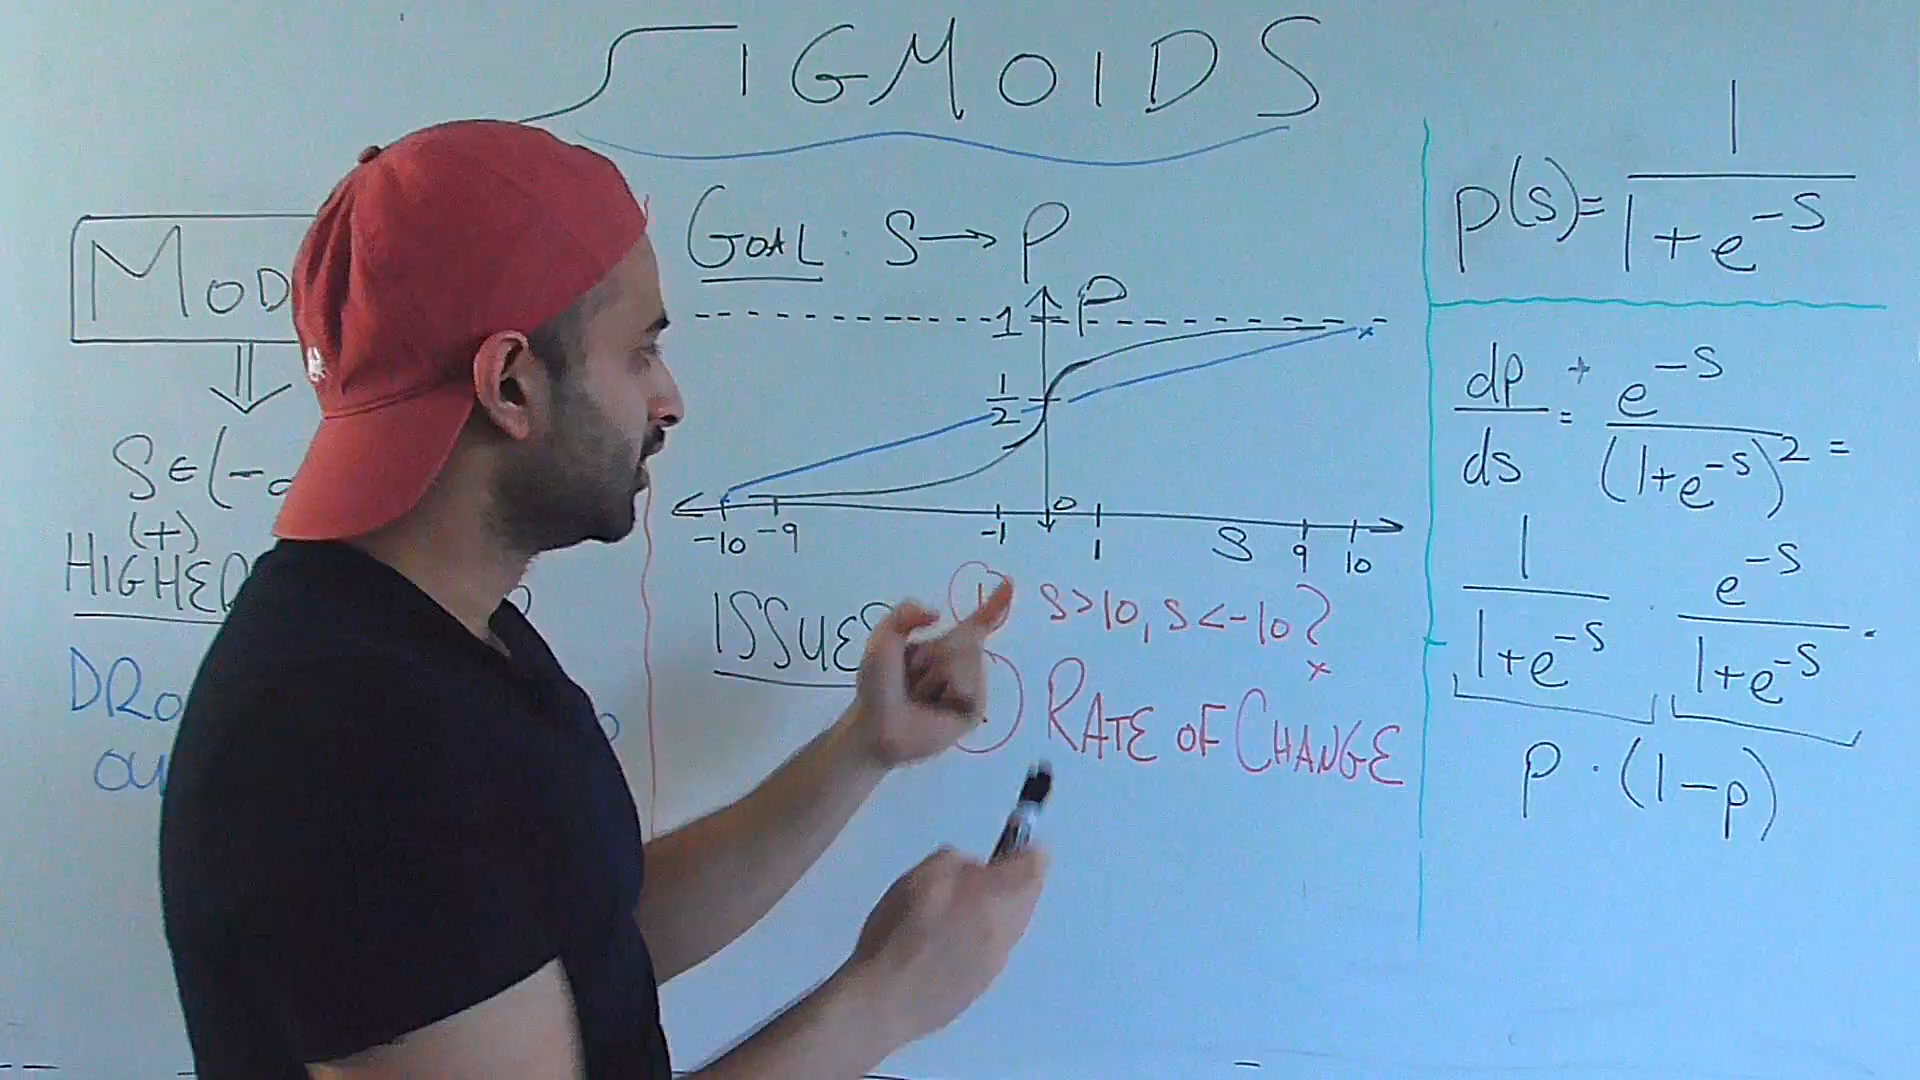 SIGMOIDS
MOD
S ∈ (-
(+)
HIGHER
DRO
OU
GOAL: S → P
P
1
1/2
0
-10 -9 -1 1 S 9 10
ISSUES
1 S>10, S<-10?
x
RATE OF CHANGE
p(s) = 1/(1+e^-s)
dp/ds = + e^-s/(1+e^-s)^2 =
1/(1+e^-s) · e^-s/(1+e^-s) .
p · (1-p)